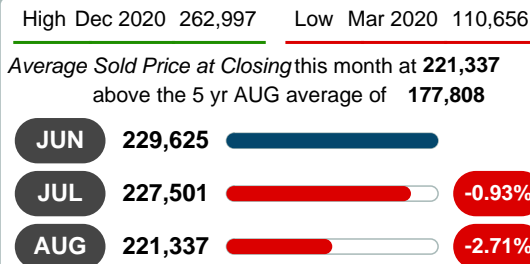 High Dec 2020 262,997 Low Mar 2020 110,656
Average Sold Price at Closing this month at 221,337
above the 5 yr AUG average of 177,808
JUN 229,625
JUL 227,501 -0.93%
AUG 221,337 -2.71%